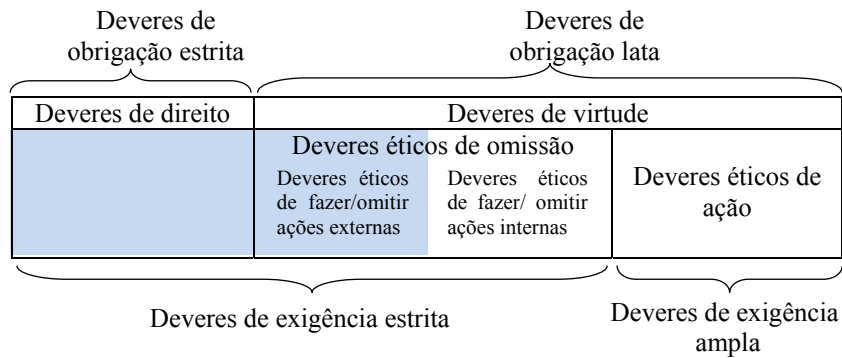 Deveres de
obrigação estrita
Deveres de
obrigação lata
Deveres de direito
Deveres de virtude
Deveres éticos de omissão
Deveres éticos
de fazer/omitir
ações externas
Deveres éticos
de fazer/ omitir
ações internas
Deveres éticos de
ação
Deveres de exigência estrita
Deveres de exigência
ampla